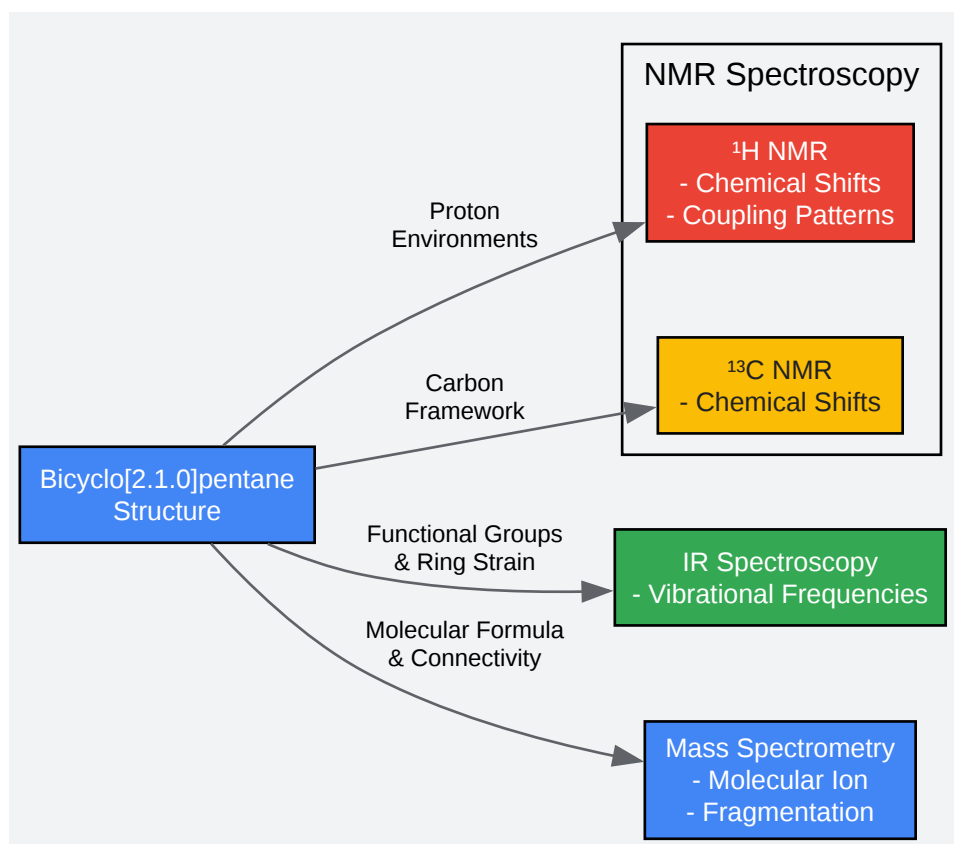 NMR Spectroscopy
¹H NMR
- Chemical Shifts
- Coupling Patterns
Proton
Environments
¹³C NMR
- Chemical Shifts
Carbon
Framework
Bicyclo[2.1.0]pentane
Structure
Functional Groups
& Ring Strain
IR Spectroscopy
- Vibrational Frequencies
Molecular Formula
& Connectivity
Mass Spectrometry
- Molecular Ion
- Fragmentation